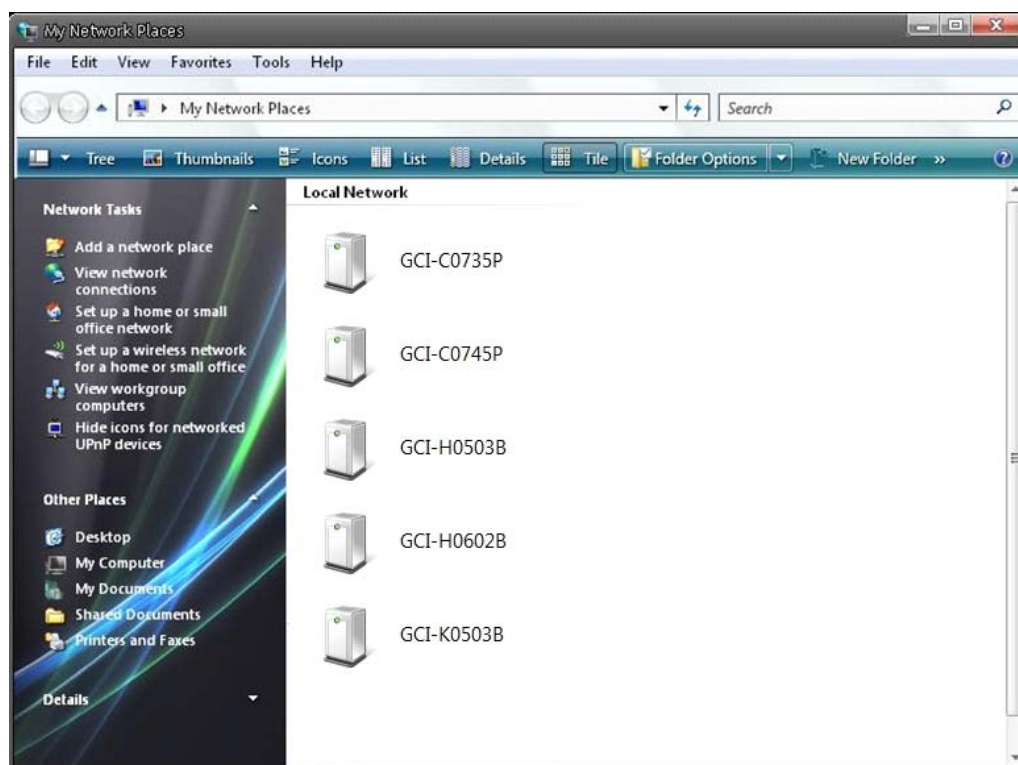 My Network Places
File Edit View Favorites Tools Help
My Network Places
Search
Tree Thumbnails Icons List Details Tile Folder Options New Folder »
Network Tasks
Add a network place
View network
connections
Set up a home or small
office network
Set up a wireless network
for a home or small office
View workgroup
computers
Hide icons for networked
UPnP devices
Other Places
Desktop
My Computer
My Documents
Shared Documents
Printers and Faxes
Details
Local Network
GCI-C0735P
GCI-C0745P
GCI-H0503B
GCI-H0602B
GCI-K0503B